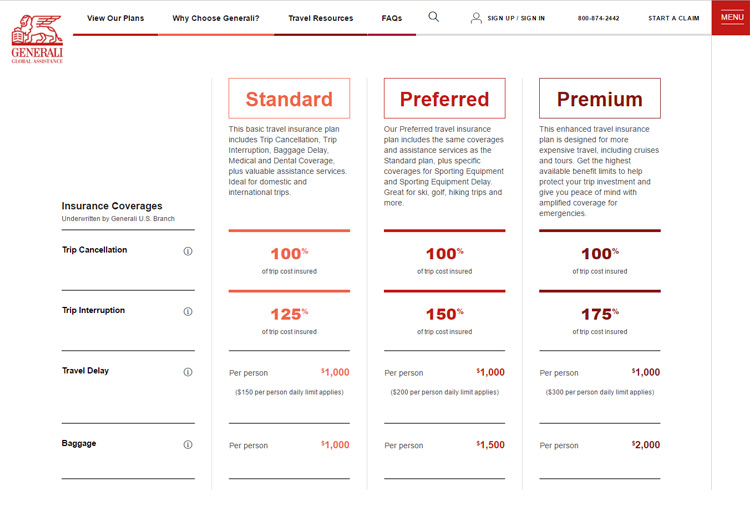 View Our Plans
Why Choose Generali?
Travel Resources
FAQs
SIGN UP / SIGN IN
800-874-2442
START A CLAIM
MENU
GENERALI
GLOBAL ASSISTANCE
Standard
This basic travel insurance plan
includes Trip Cancellation, Trip
Interruption, Baggage Delay,
Medical and Dental Coverage,
plus valuable assistance services.
Ideal for domestic and
international trips.
Preferred
Our Preferred travel insurance
plan includes the same coverages
and assistance services as the
Standard plan, plus specific
coverages for Sporting Equipment
and Sporting Equipment Delay.
Great for ski, golf, hiking trips and
more.
Premium
This enhanced travel insurance
plan is designed for more
expensive travel, including cruises
and tours. Get the highest
available benefit limits to help
protect your trip investment and
give you peace of mind with
amplified coverage for
emergencies.
Insurance Coverages
Underwritten by Generali U.S. Branch
Trip Cancellation
100%
of trip cost insured
100%
of trip cost insured
100%
of trip cost insured
Trip Interruption
125%
of trip cost insured
150%
of trip cost insured
175%
of trip cost insured
Travel Delay
Per person $1,000
($150 per person daily limit applies)
Per person $1,000
($200 per person daily limit applies)
Per person $1,000
($300 per person daily limit applies)
Baggage
Per person $1,000
Per person $1,500
Per person $2,000